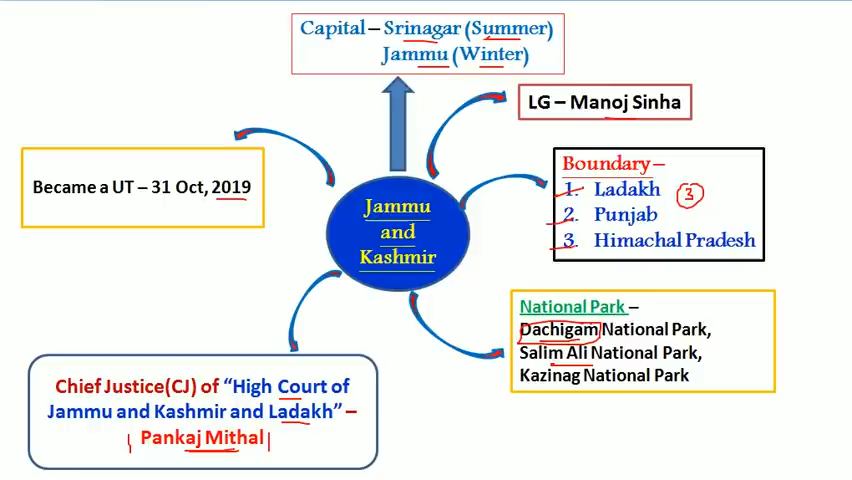 Capital – Srinagar (Summer)
Jammu (Winter)
LG – Manoj Sinha
Became a UT – 31 Oct, 2019
Jammu
and
Kashmir
Boundary –
1. Ladakh
3
2. Punjab
3. Himachal Pradesh
National Park –
Dachigam National Park,
Salim Ali National Park,
Kazinag National Park
Chief Justice(CJ) of “High Court of
Jammu and Kashmir and Ladakh” –
Pankaj Mithal